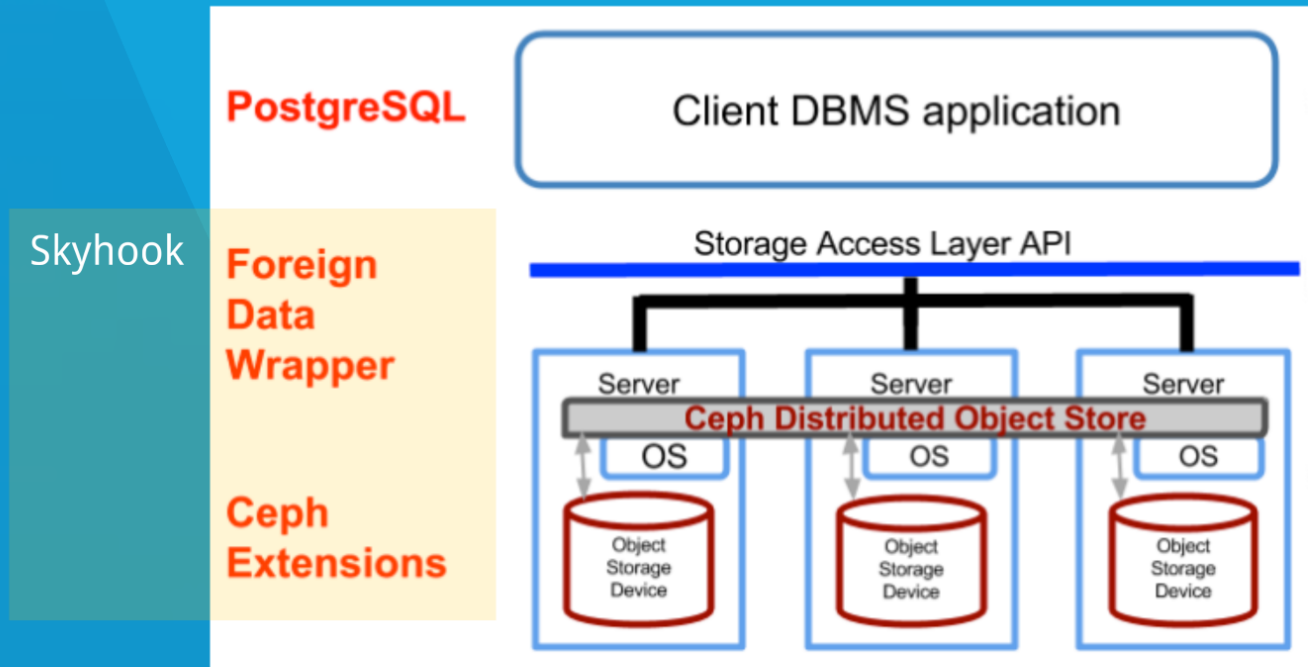 PostgreSQL
Client DBMS application
Skyhook
Foreign
Data
Wrapper
Ceph
Extensions
Storage Access Layer API
Server
Server
Server
Ceph Distributed Object Store
OS
OS
OS
Object
Storage
Device
Object
Storage
Device
Object
Storage
Device